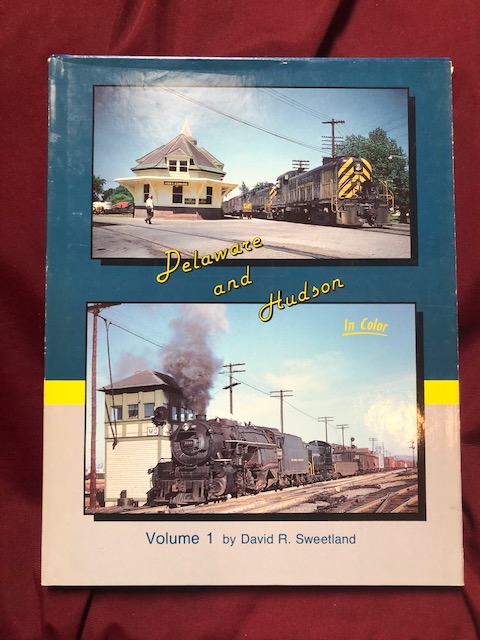 Delaware
and
Hudson
In Color
Volume 1 by David R. Sweetland